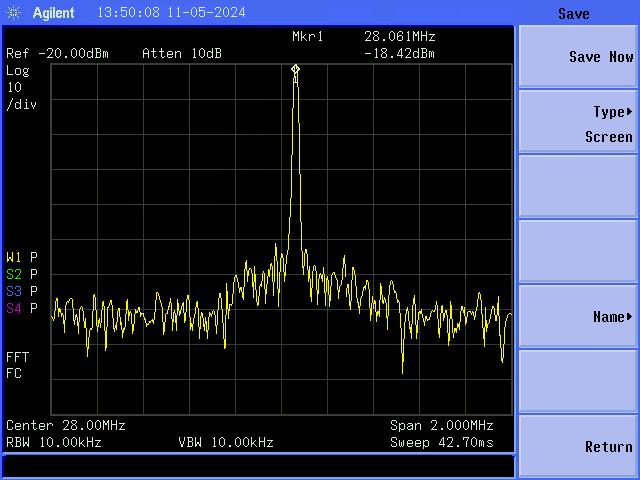 Agilent 13:50:08 11-05-2024 Save
Mkr1 28.061MHz
Ref -20.00dBm Atten 10dB -18.42dBm
Log
10
/div
W1 P
S2 P
S3 P
S4 P
FFT
FC
Center 28.00MHz Span 2.000MHz
RBW 10.00kHz VBW 10.00kHz Sweep 42.70ms
Save Now
Type
Screen
Name
Return